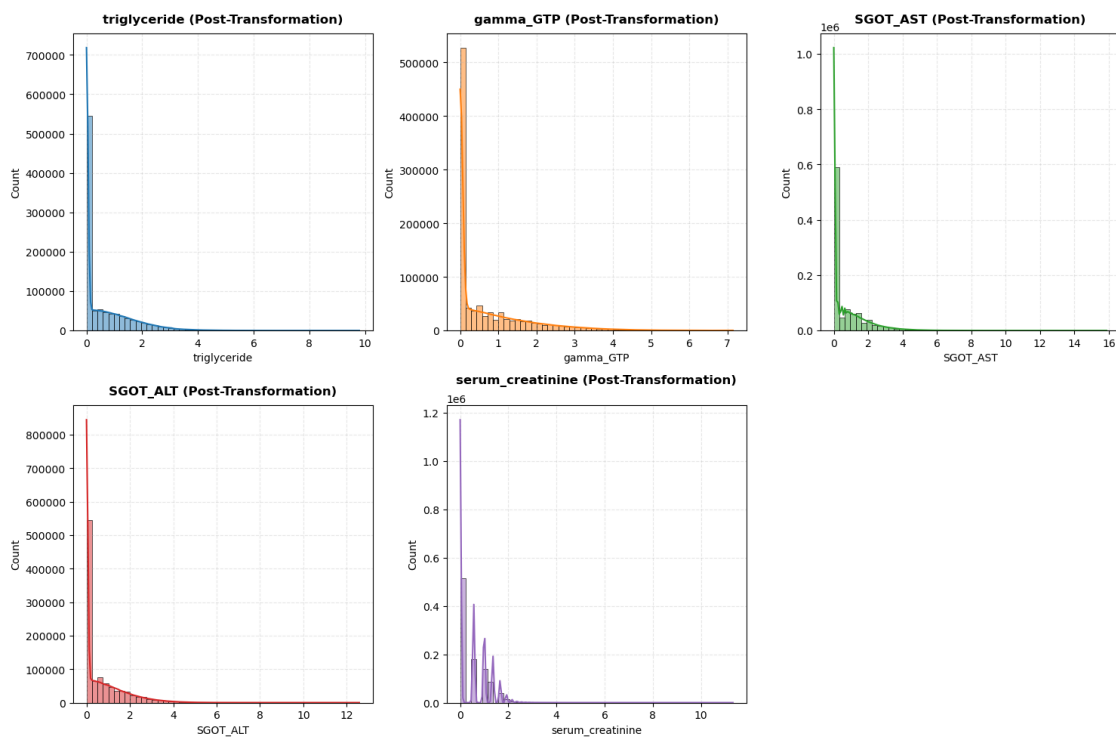 triglyceride (Post-Transformation)
700000
600000
500000
400000
300000
200000
100000
0
Count
0 2 4 6 8 10
triglyceride
gamma_GTP (Post-Transformation)
500000
400000
300000
200000
100000
0
Count
0 1 2 3 4 5 6 7
gamma_GTP
SGOT_AST (Post-Transformation)
1e6
1.0
0.8
0.6
0.4
0.2
0.0
Count
0 2 4 6 8 10 12 14 16
SGOT_AST
SGOT_ALT (Post-Transformation)
800000
700000
600000
500000
400000
300000
200000
100000
0
Count
0 2 4 6 8 10 12
SGOT_ALT
serum_creatinine (Post-Transformation)
1e6
1.2
1.0
0.8
0.6
0.4
0.2
0.0
Count
0 2 4 6 8 10
serum_creatinine